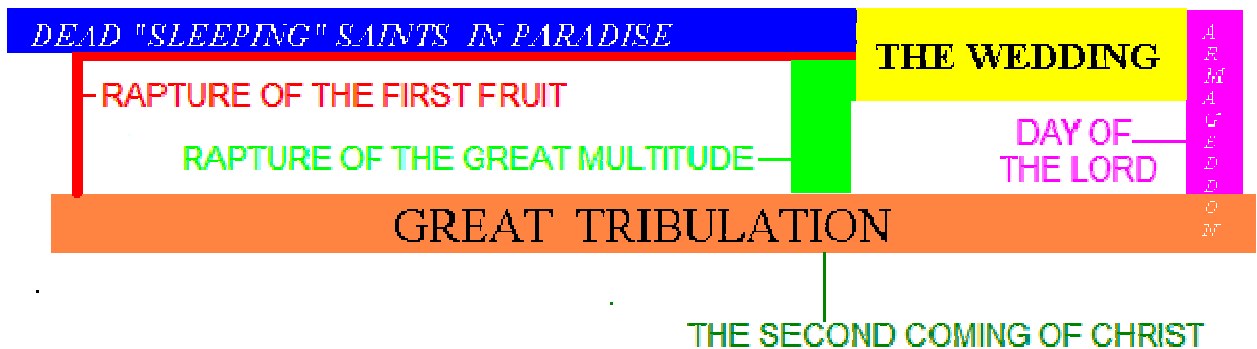 DEAD "SLEEPING" SAINTS IN PARADISE
THE WEDDING
ARMAGEDDON
RAPTURE OF THE FIRST FRUIT
RAPTURE OF THE GREAT MULTITUDE
DAY OF
THE LORD
GREAT TRIBULATION
THE SECOND COMING OF CHRIST